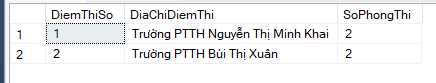 DiemThiSo DiaChiDiemThi SoPhongThi
1 1 Trường PTTH Nguyễn Thị Minh Khai 2
2 2 Trường PTTH Bùi Thị Xuân 2